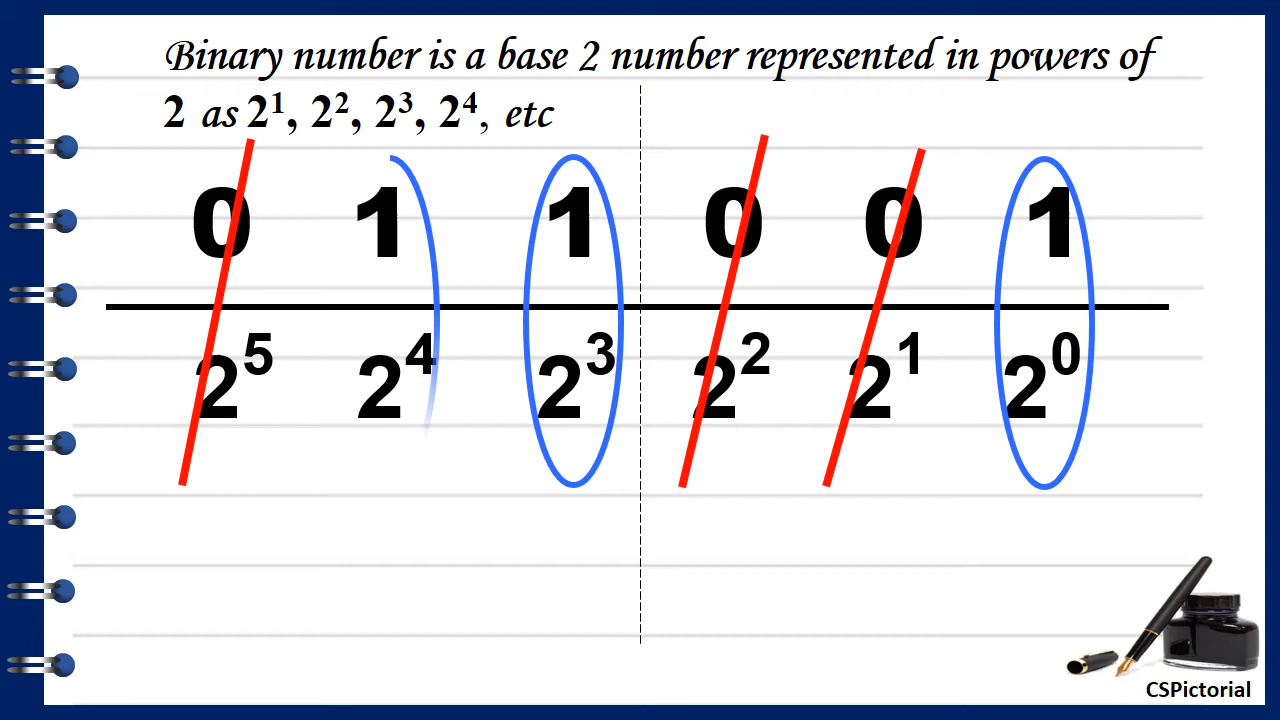 Binary number is a base 2 number represented in powers of
2 as 2¹, 2², 2³, 2⁴, etc
0 1 1 0 0 1
2⁵ 2⁴ 2³ 2² 2¹ 2⁰
CSPictorial